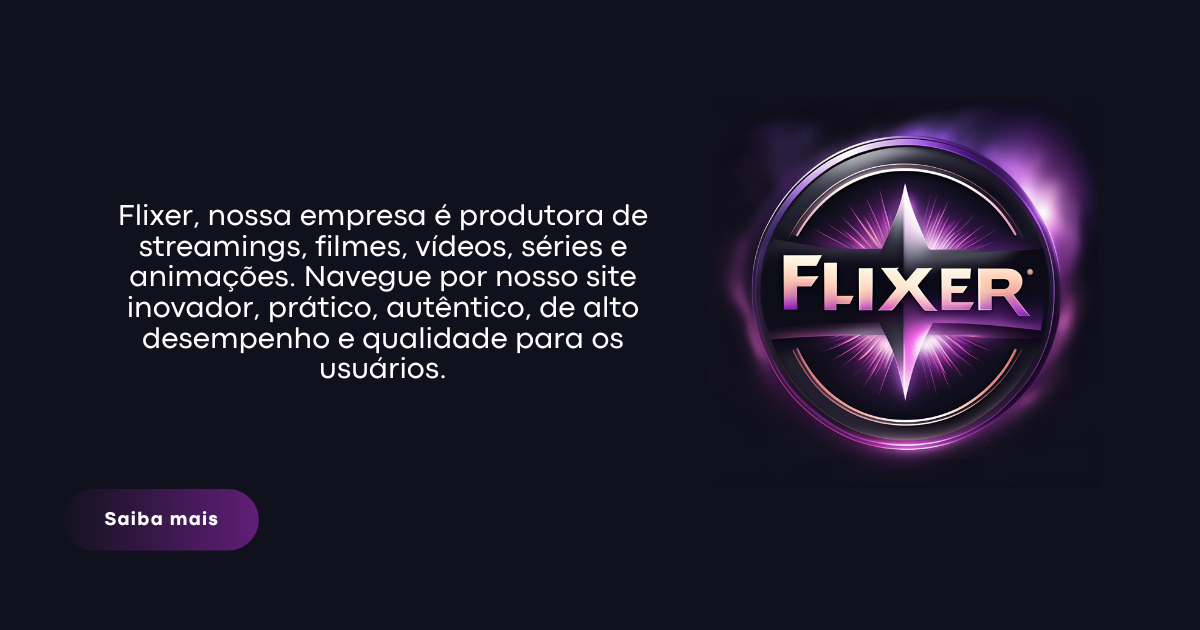 Flixer, nossa empresa é produtora de
streamings, filmes, vídeos, séries e
animações. Navegue por nosso site
inovador, prático, autêntico, de alto
desempenho e qualidade para os
usuários.
FLIXER
Saiba mais